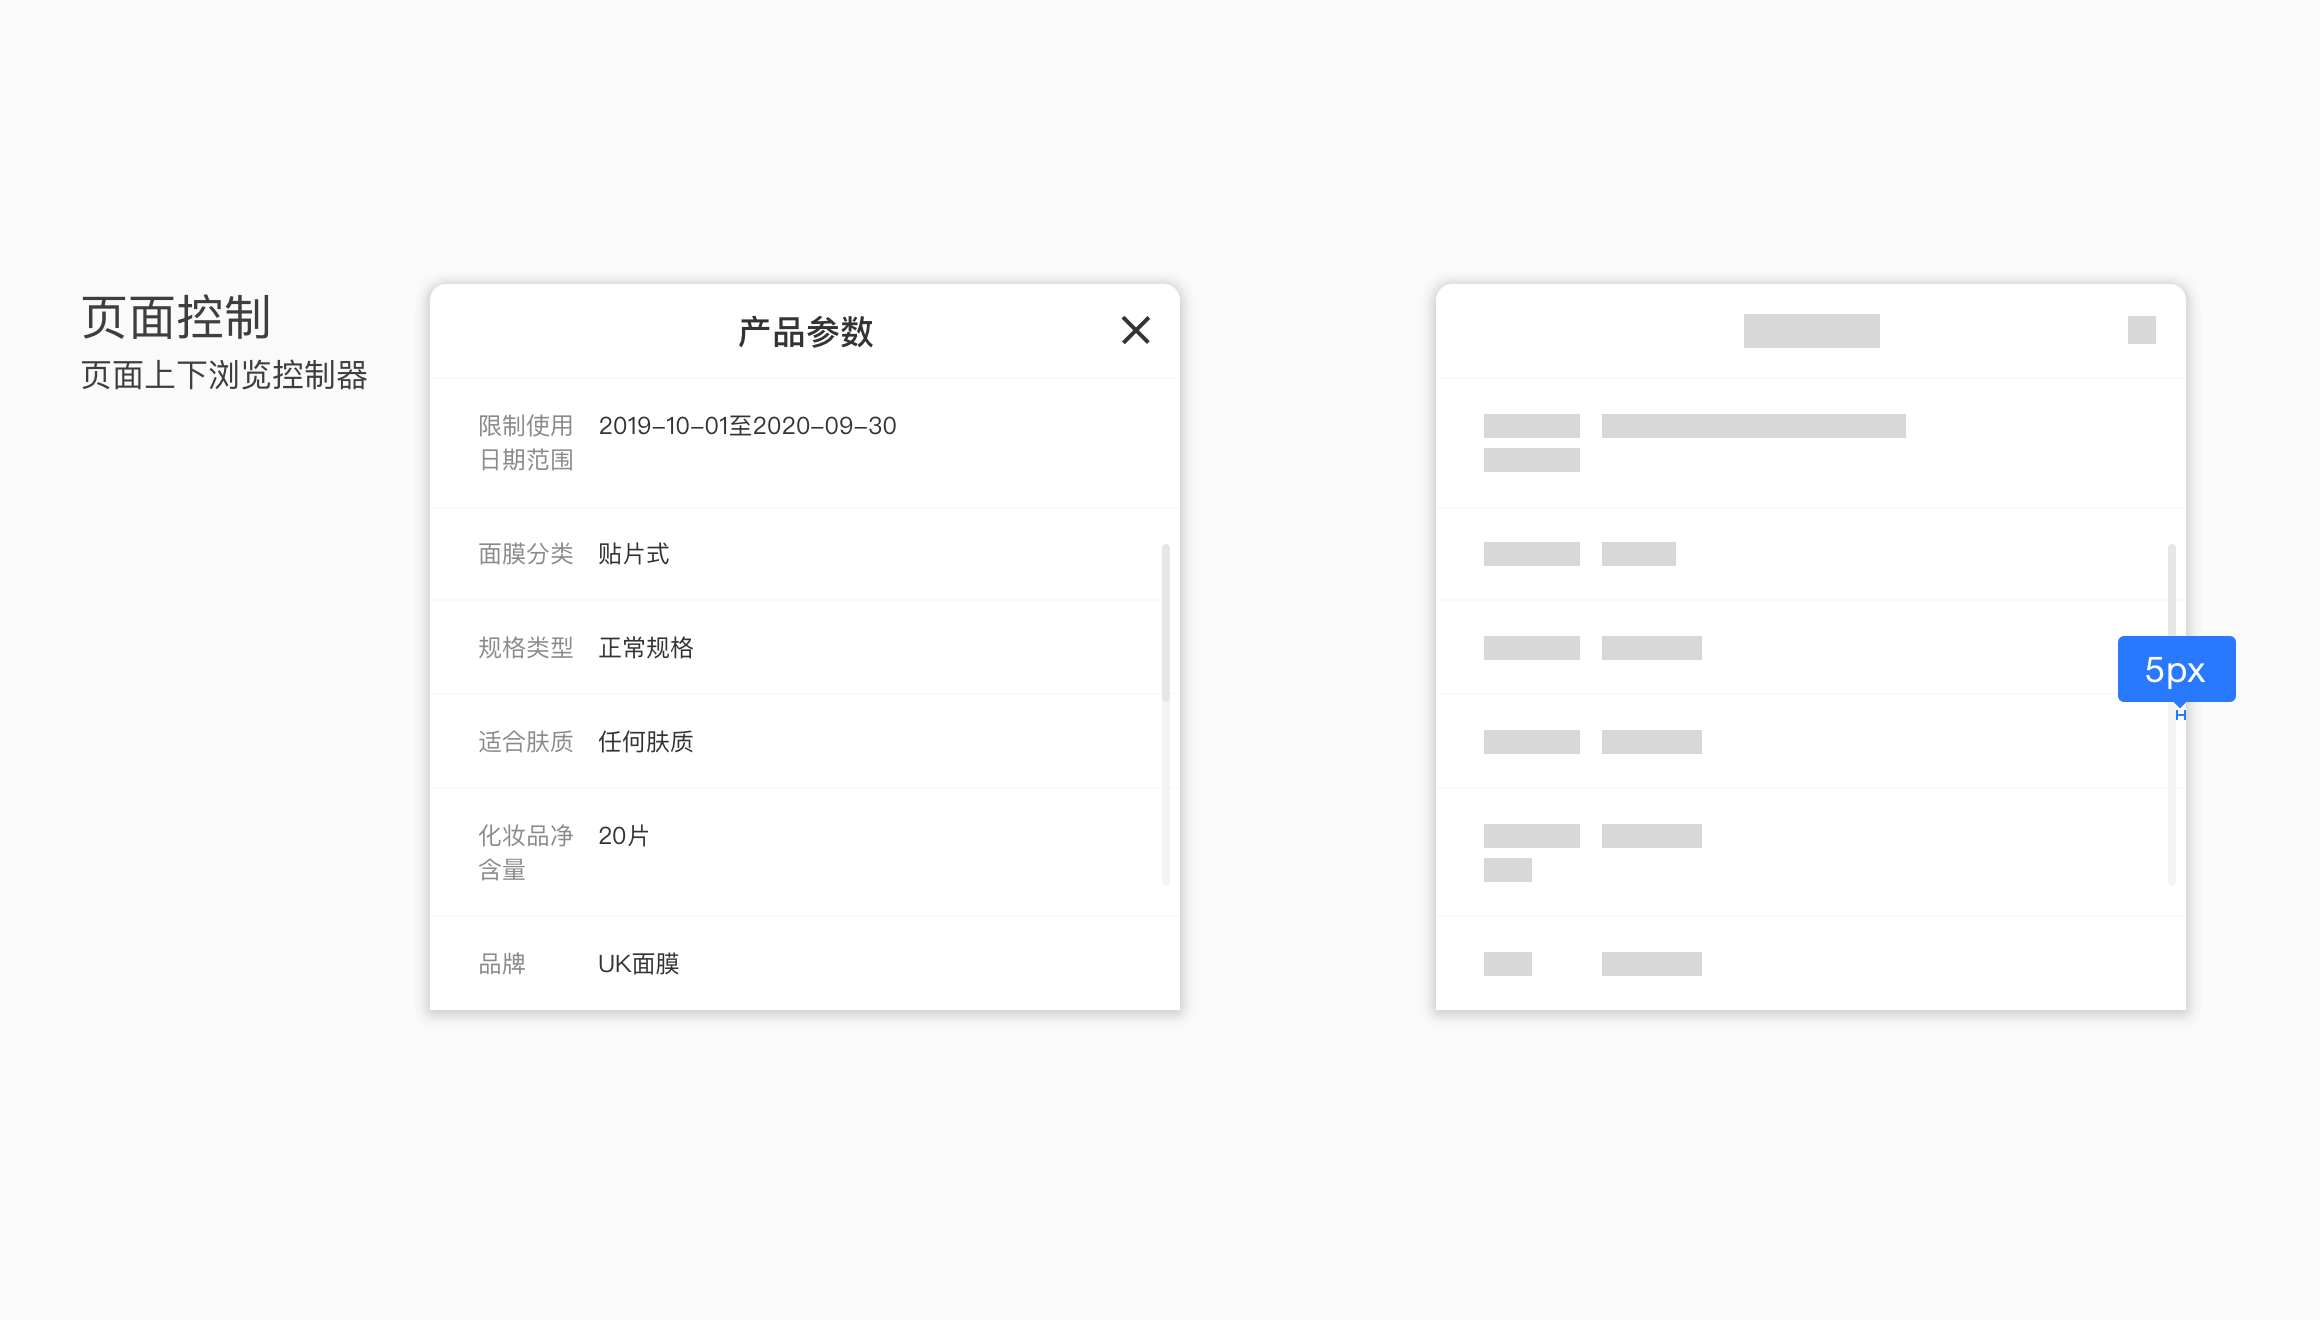 页面控制
页面上下浏览控制器
产品参数
限制使用 2019-10-01至2020-09-30
日期范围
面膜分类 贴片式
规格类型 正常规格
适合肤质 任何肤质
化妆品净 20片
含量
品牌 UK面膜
5px